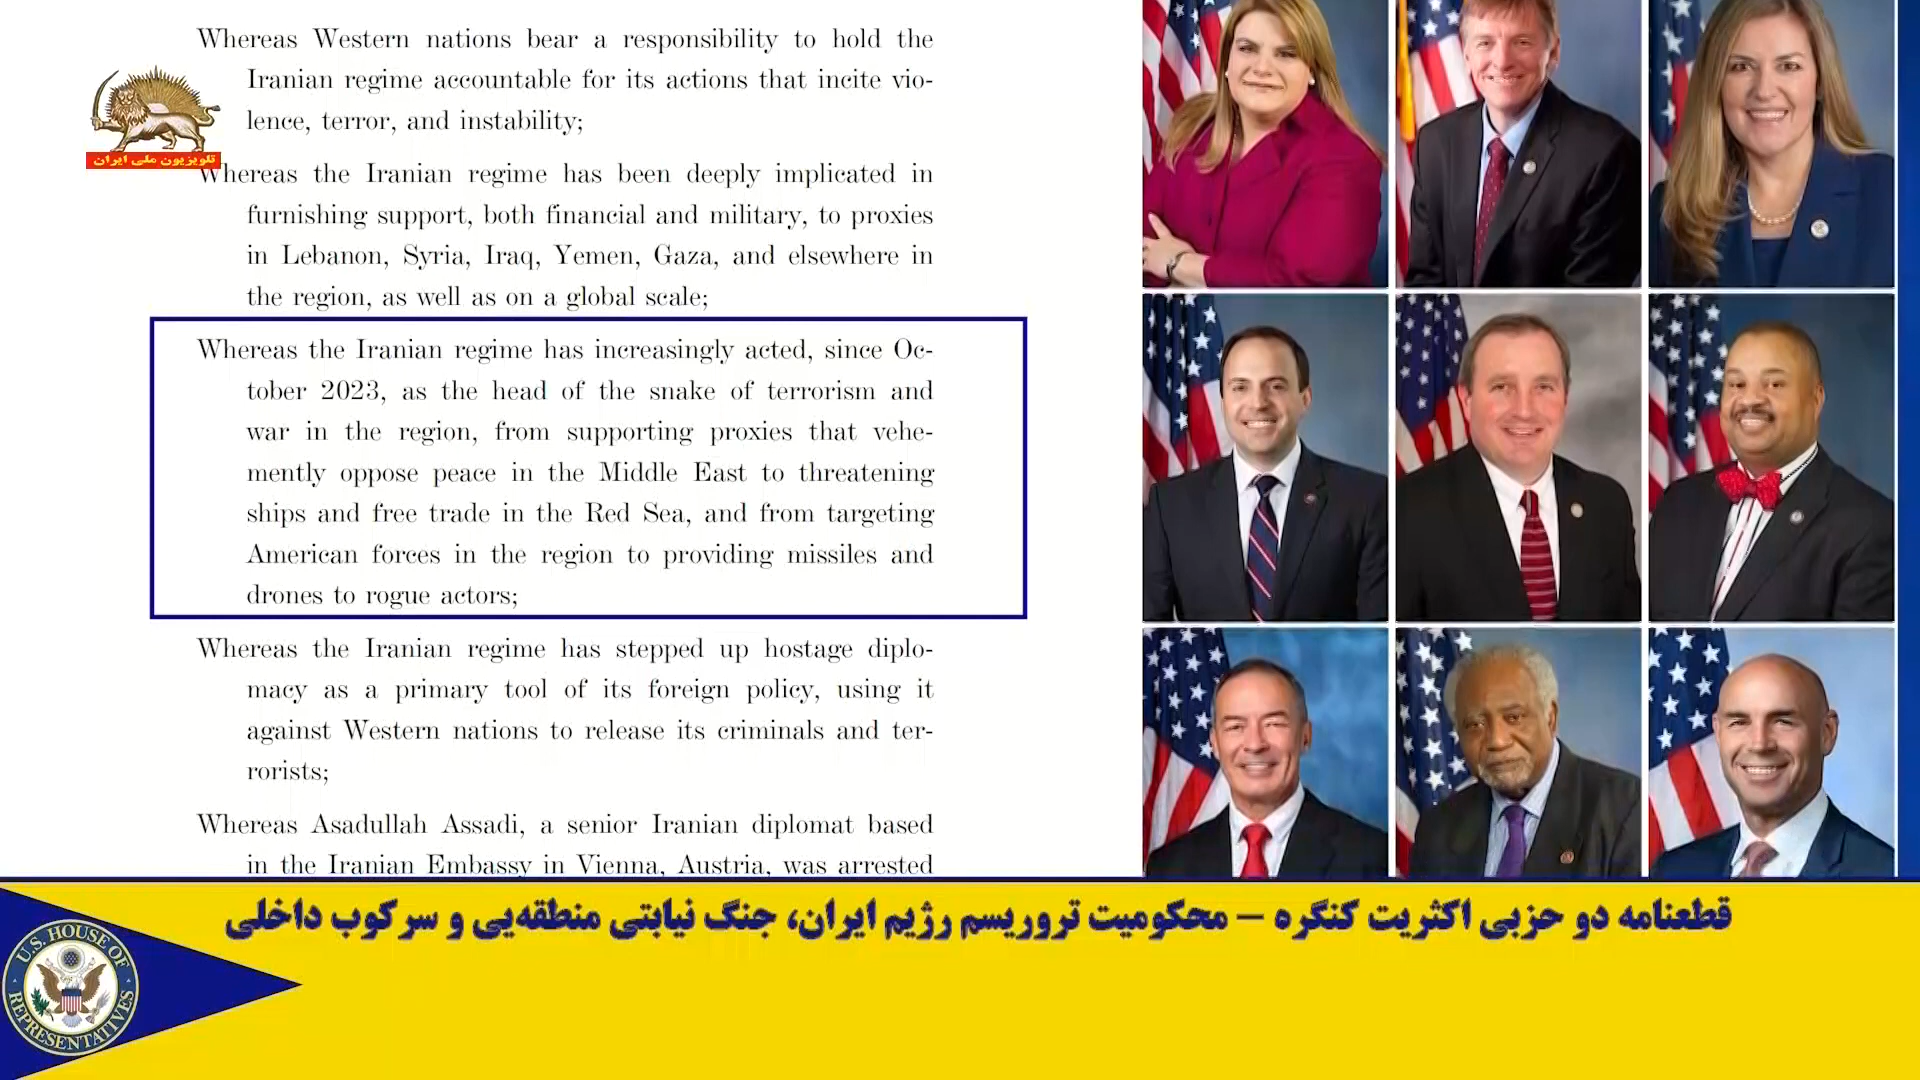 Whereas Western nations bear a responsibility to hold the
Iranian regime accountable for its actions that incite vio-
lence, terror, and instability;
تلویزیون ملی ایران
Whereas the Iranian regime has been deeply implicated in
furnishing support, both financial and military, to proxies
in Lebanon, Syria, Iraq, Yemen, Gaza, and elsewhere in
the region, as well as on a global scale;
Whereas the Iranian regime has increasingly acted, since Oc-
tober 2023, as the head of the snake of terrorism and
war in the region, from supporting proxies that vehe-
mently oppose peace in the Middle East to threatening
ships and free trade in the Red Sea, and from targeting
American forces in the region to providing missiles and
drones to rogue actors;
Whereas the Iranian regime has stepped up hostage diplo-
macy as a primary tool of its foreign policy, using it
against Western nations to release its criminals and ter-
rorists;
Whereas Asadullah Assadi, a senior Iranian diplomat based
in the Iranian Embassy in Vienna, Austria, was arrested
قطعنامه دو حزبی اکثریت کنگره – محکومیت تروریسم رژیم ایران، جنگ نیابتی منطقه‌یی و سرکوب داخلی
U.S. HOUSE OF
REPRESENTATIVES